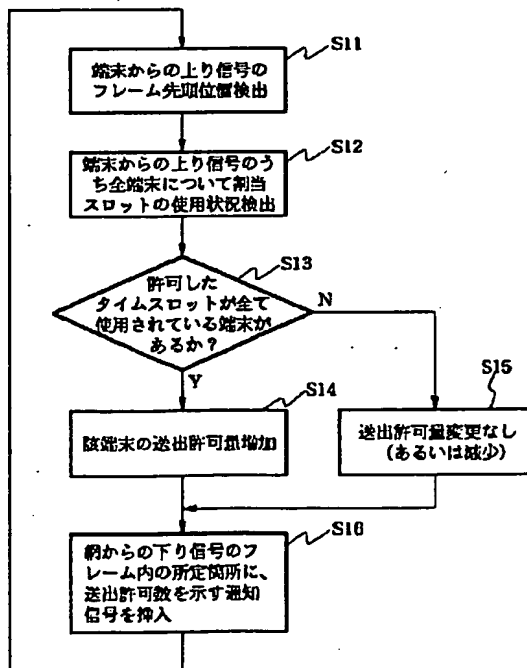 S11
端末からの上り信号の
フレーム先頭位置検出
S12
端末からの上り信号のう
ち全端末について割当
スロットの使用状況検出
S13
許可した
タイムスロットが全て
使用されている端末が
あるか?
N
Y
S14
該端末の送出許可量増加
S15
送出許可量変更なし
(あるいは減少)
S16
網からの下り信号のフ
レーム内の所定箇所に、
送出許可数を示す通知
信号を挿入